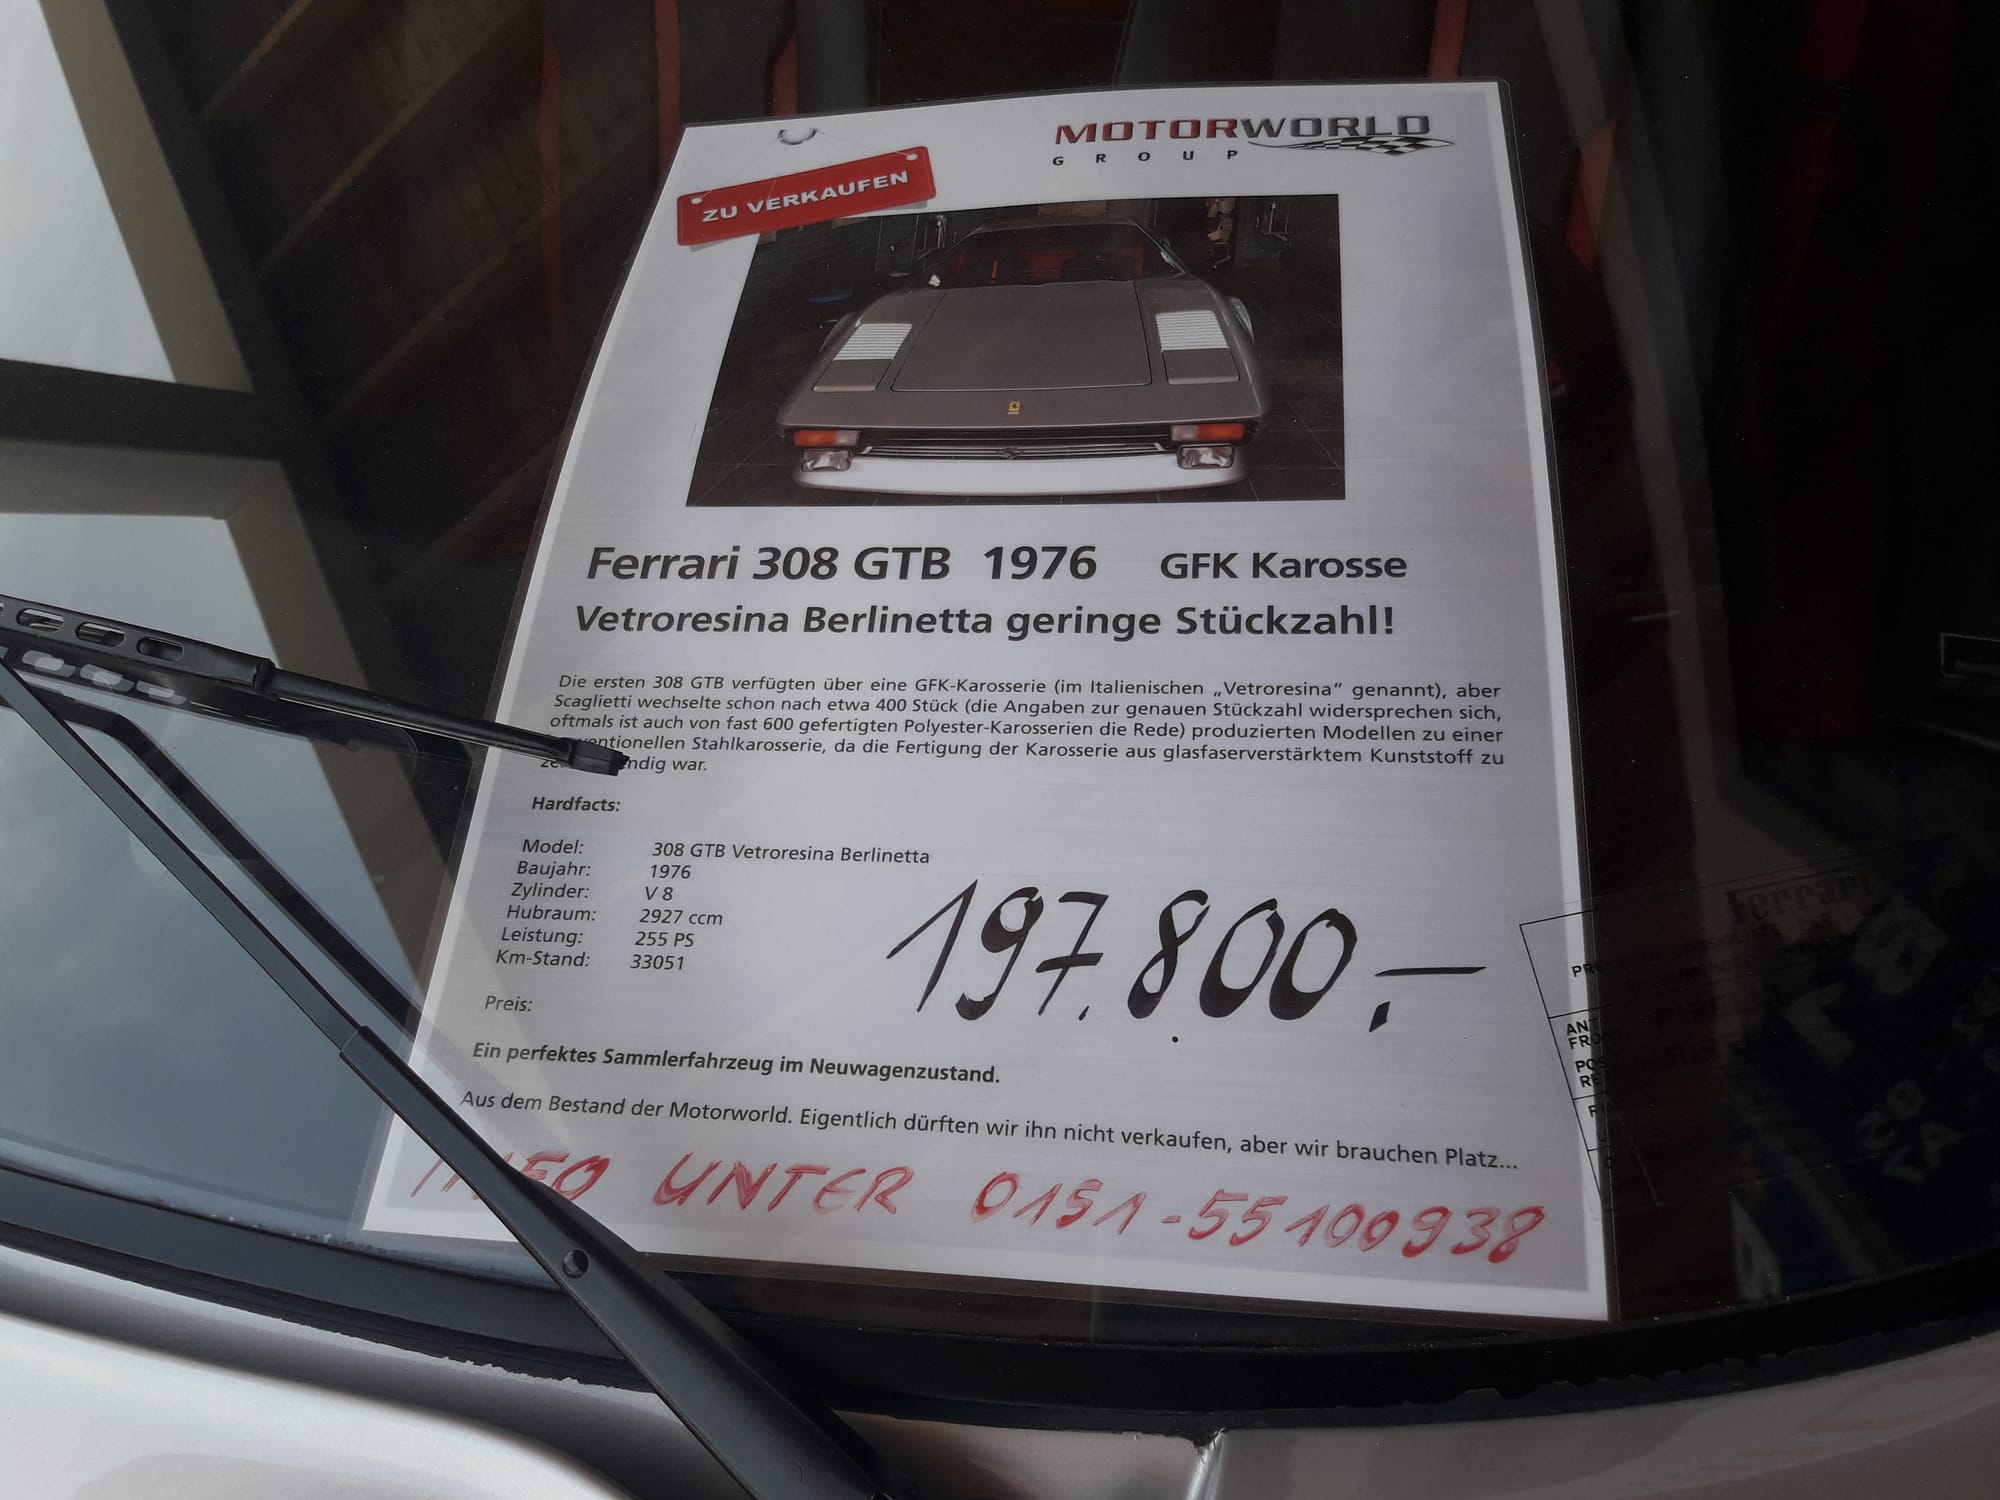 MOTORWORLD
GROUP
ZU VERKAUFEN
Ferrari 308 GTB 1976 GFK Karosse
Vetroresina Berlinetta geringe Stückzahl!
Die ersten 308 GTB verfügten über eine GFK-Karosserie (im Italienischen „Vetroresina“ genannt), aber
Scaglietti wechselte schon nach etwa 400 Stück (die Angaben zur genauen Stückzahl widersprechen sich,
oftmals ist auch von fast 600 gefertigten Polyester-Karosserien die Rede) produzierten Modellen zu einer
Stahlkarosserie, da die Fertigung der Karosserie aus glasfaserverstärktem Kunststoff zu
war.
Hardfacts:
Model: 308 GTB Vetroresina Berlinetta
Baujahr: 1976
Zylinder: V 8
Hubraum: 2927 ccm
Leistung: 255 PS
Km-Stand: 33051
Preis: 197.800.–
Ein perfektes Sammlerfahrzeug im Neuwagenzustand.
Aus dem Bestand der Motorworld. Eigentlich dürften wir ihn nicht verkaufen, aber wir brauchen Platz...
INFO UNTER 0151-55100938
Ferrari